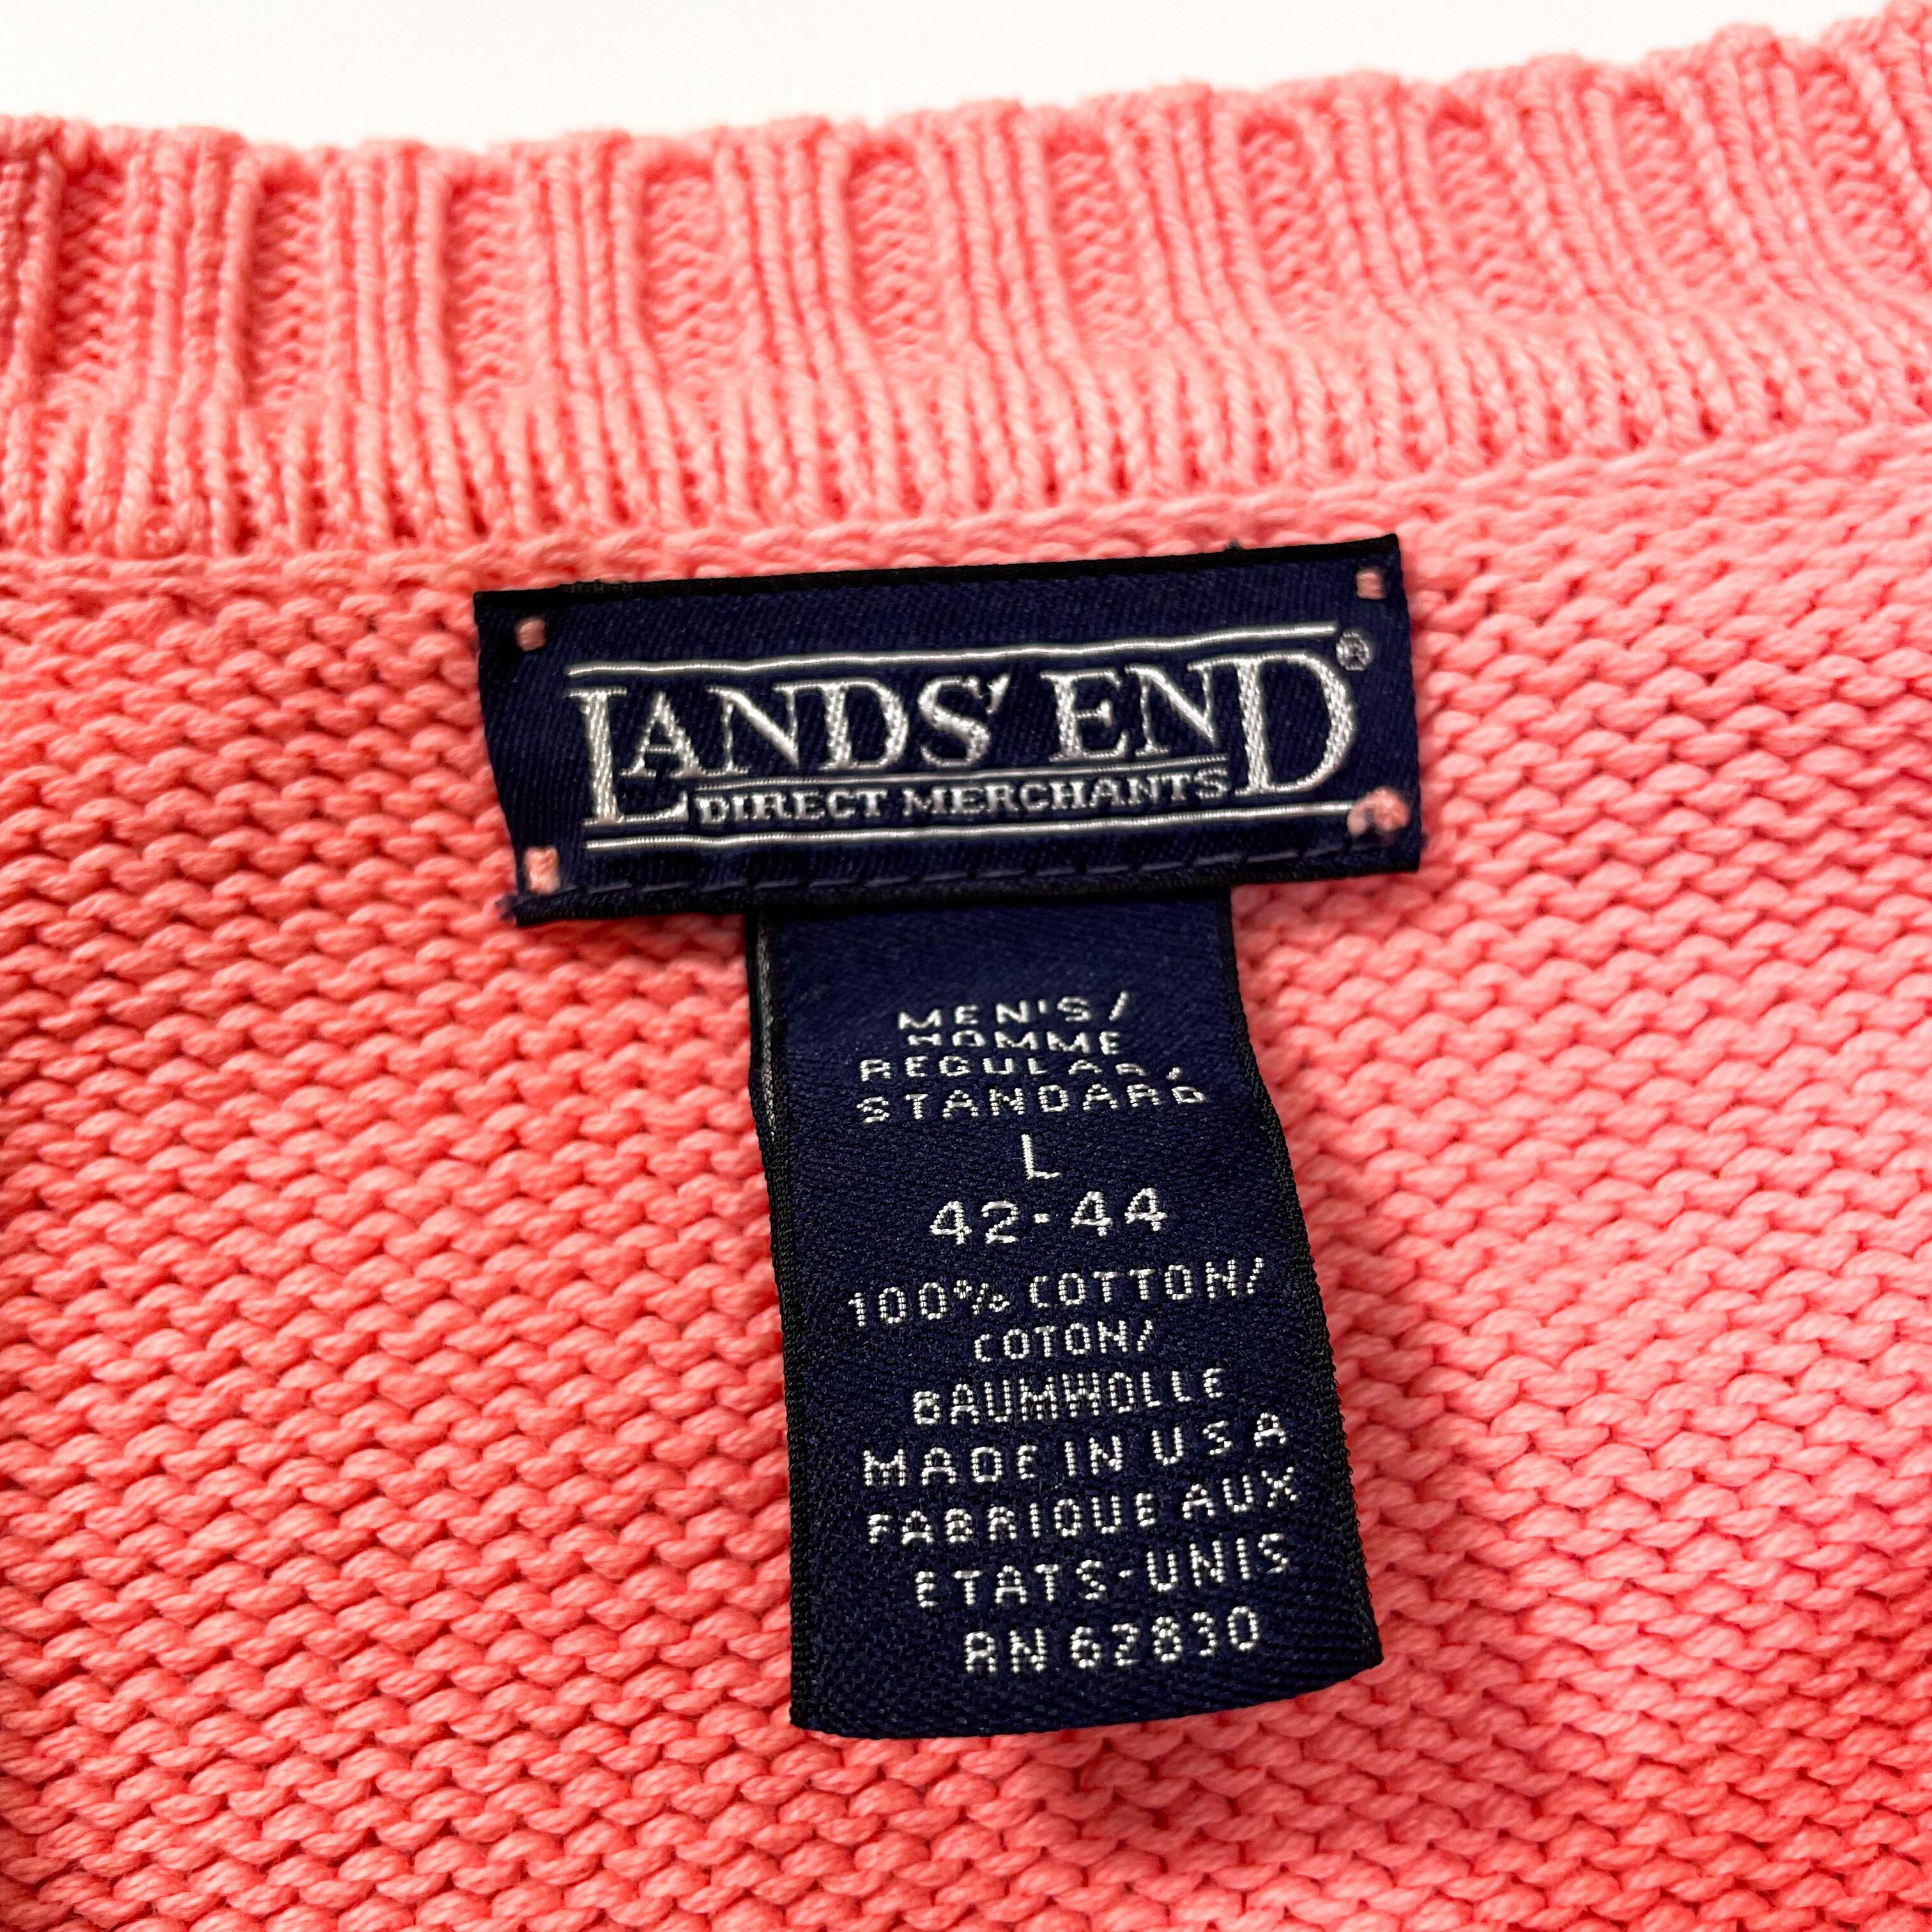 LANDS' END®
DIRECT MERCHANTS
MEN'S/
HOMME
REGULAR,
STANDARD
L
42-44
100% COTTON/
COTON/
BAUMWOLLE
MADE IN USA
FABRIQUE AUX
ETATS-UNIS
RN 62830